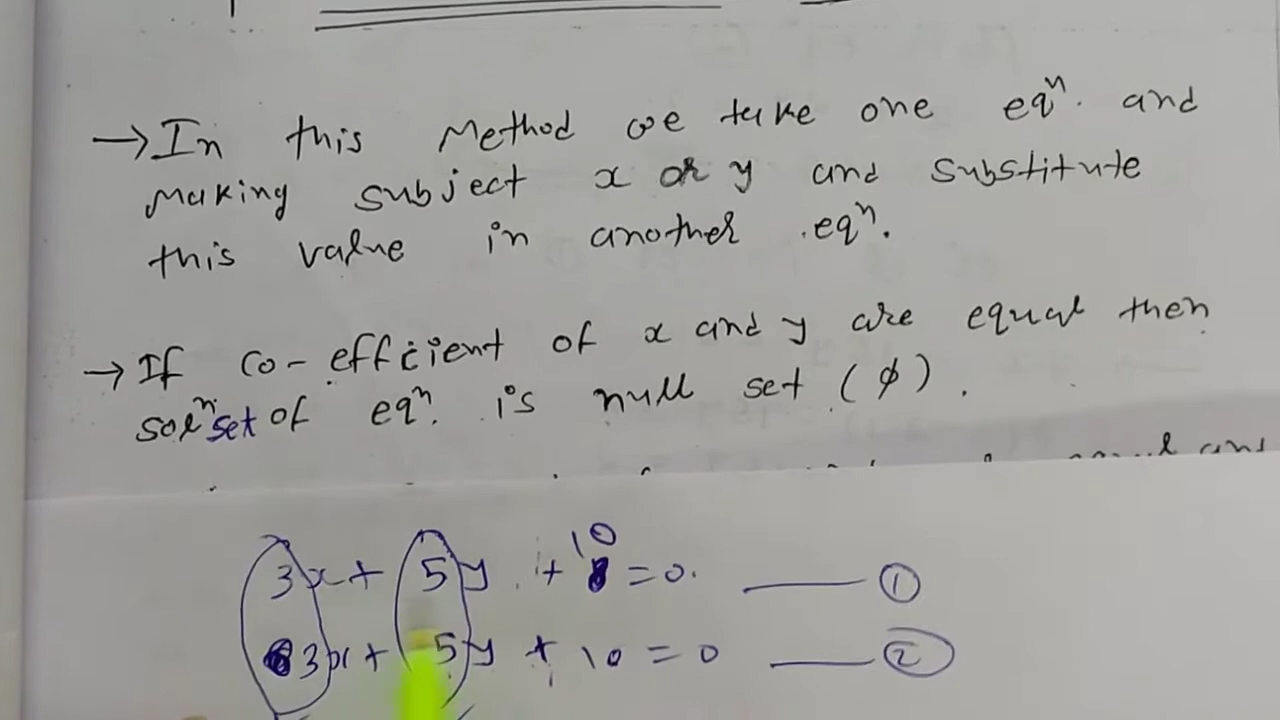 → In this Method we take one eqⁿ. and
making subject x or y and substitute
this value in another eqⁿ.
→ If co-efficient of x and y are equal then
solⁿ set of eqⁿ. is null set (φ).
3x + 5y + 10 = 0. —— ①
3x + 5y + 10 = 0 —— ②